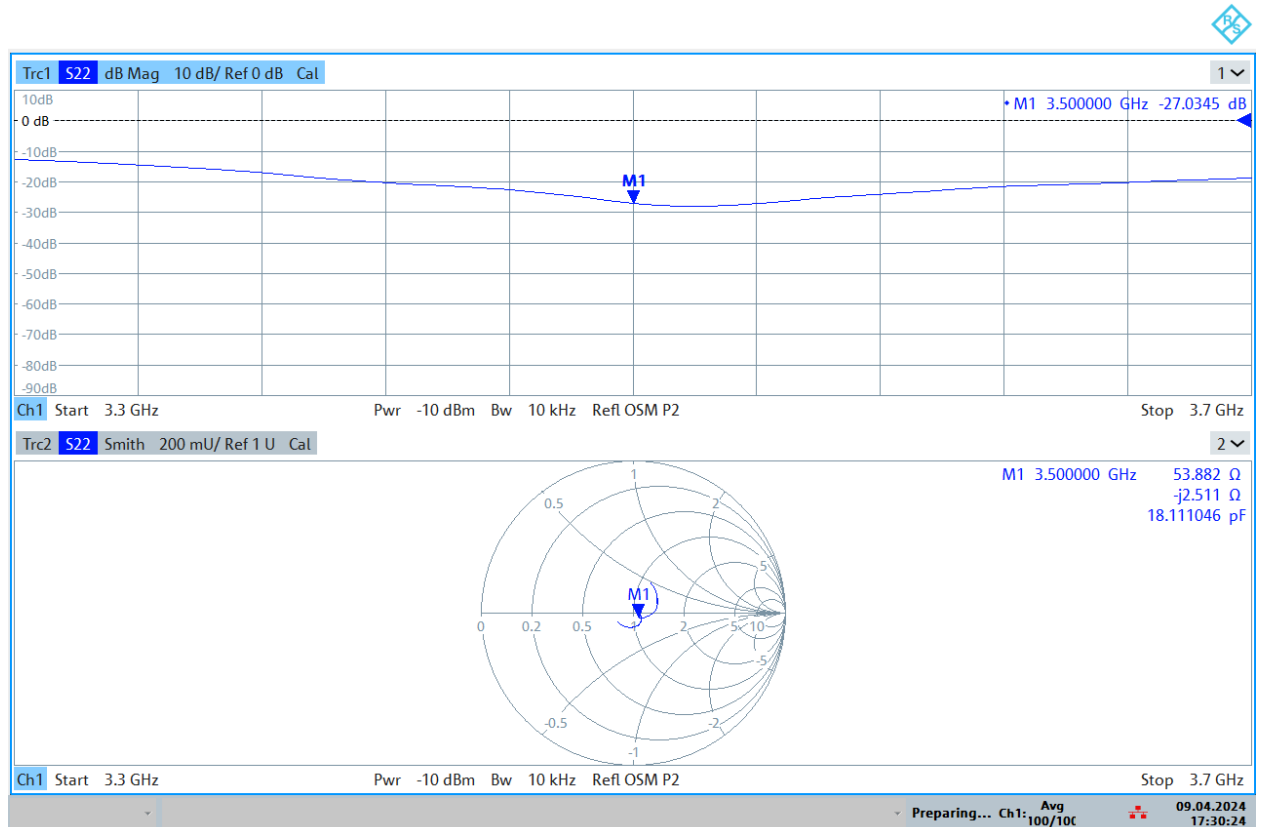 R&S
Trc1 S22 dB Mag 10 dB/ Ref 0 dB Cal 1
10dB
M1 3.500000 GHz -27.0345 dB
0 dB
-10dB
M1
-20dB
-30dB
-40dB
-50dB
-60dB
-70dB
-80dB
-90dB
Ch1 Start 3.3 GHz Pwr -10 dBm Bw 10 kHz Refl OSM P2 Stop 3.7 GHz
Trc2 S22 Smith 200 mU/ Ref 1 U Cal 2
M1 3.500000 GHz 53.882 Ω
-j2.511 Ω
18.111046 pF
1
0.5 2
5
M1
0 0.2 0.5 1 2 5 10
-5
-0.5 -2
-1
Ch1 Start 3.3 GHz Pwr -10 dBm Bw 10 kHz Refl OSM P2 Stop 3.7 GHz
Preparing... Ch1: Avg 100/100 09.04.2024
17:30:24